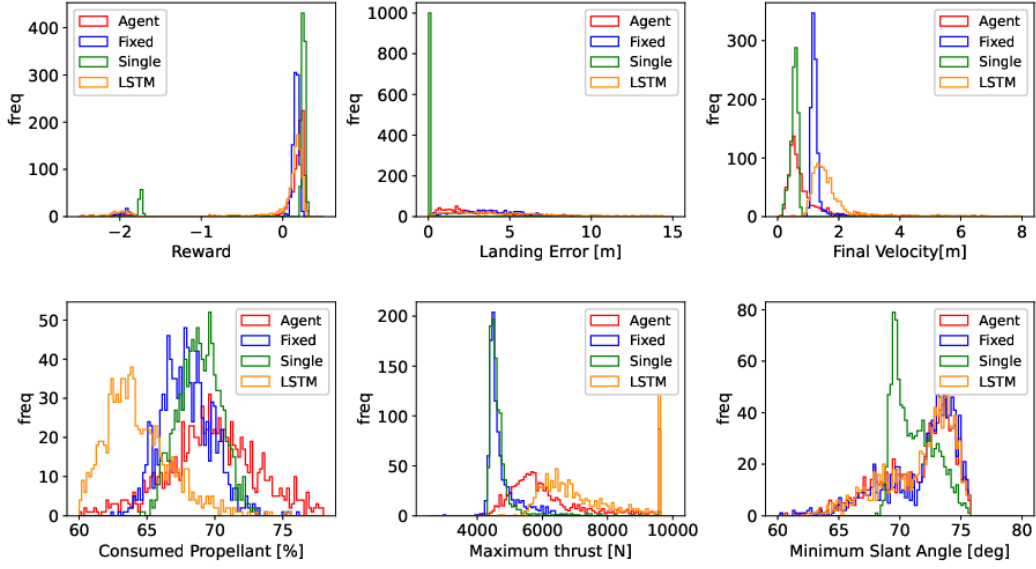 400
300
200
100
0
freq
Agent
Fixed
Single
LSTM
−2
−1
0
Reward
1000
800
600
400
200
0
freq
Agent
Fixed
Single
LSTM
0
5
10
15
Landing Error [m]
300
200
100
0
freq
Agent
Fixed
Single
LSTM
0
2
4
6
8
Final Velocity[m]
50
40
30
20
10
0
freq
Agent
Fixed
Single
LSTM
60
65
70
75
Consumed Propellant [%]
200
150
100
50
0
freq
Agent
Fixed
Single
LSTM
4000
6000
8000
10000
Maximum thrust [N]
80
60
40
20
0
freq
Agent
Fixed
Single
LSTM
60
65
70
75
80
Minimum Slant Angle [deg]